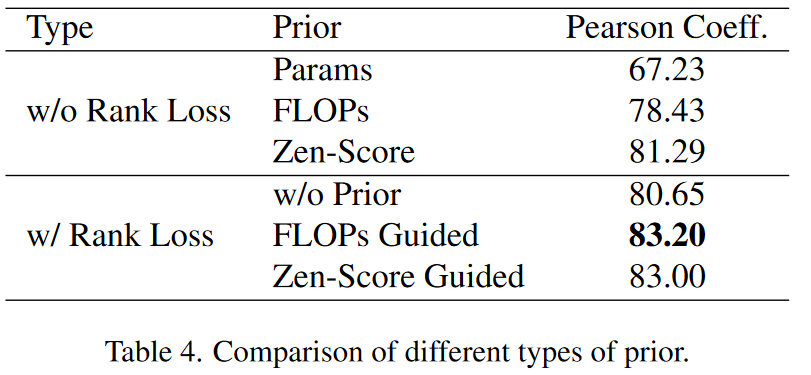 Type Prior Pearson Coeff.
Params 67.23
w/o Rank Loss FLOPs 78.43
Zen-Score 81.29
w/o Prior 80.65
w/ Rank Loss FLOPs Guided 83.20
Zen-Score Guided 83.00
Table 4. Comparison of different types of prior.